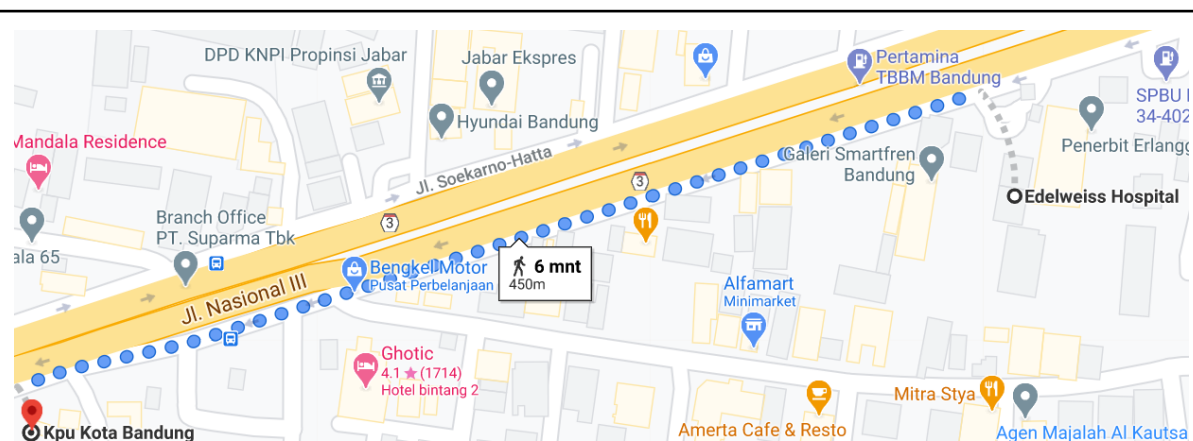 DPD KNPI Propinsi Jabar
Jabar Ekspres
Pertamina
TBBM Bandung
SPBU
34-402
Hyundai Bandung
Mandala Residence
Penerbit Erlangg
Galeri Smartfren
Bandung
Jl. Soekarno-Hatta
3
3
Edelweiss Hospital
Branch Office
PT. Suparma Tbk
ala 65
6 mnt
450m
Bengkel Motor
Pusat Perbelanjaan
Jl. Nasional III
Alfamart
Minimarket
Ghotic
4.1 ★ (1714)
Hotel bintang 2
Mitra Stya
Amerta Cafe & Resto
Agen Majalah Al Kautsa
Kpu Kota Bandung